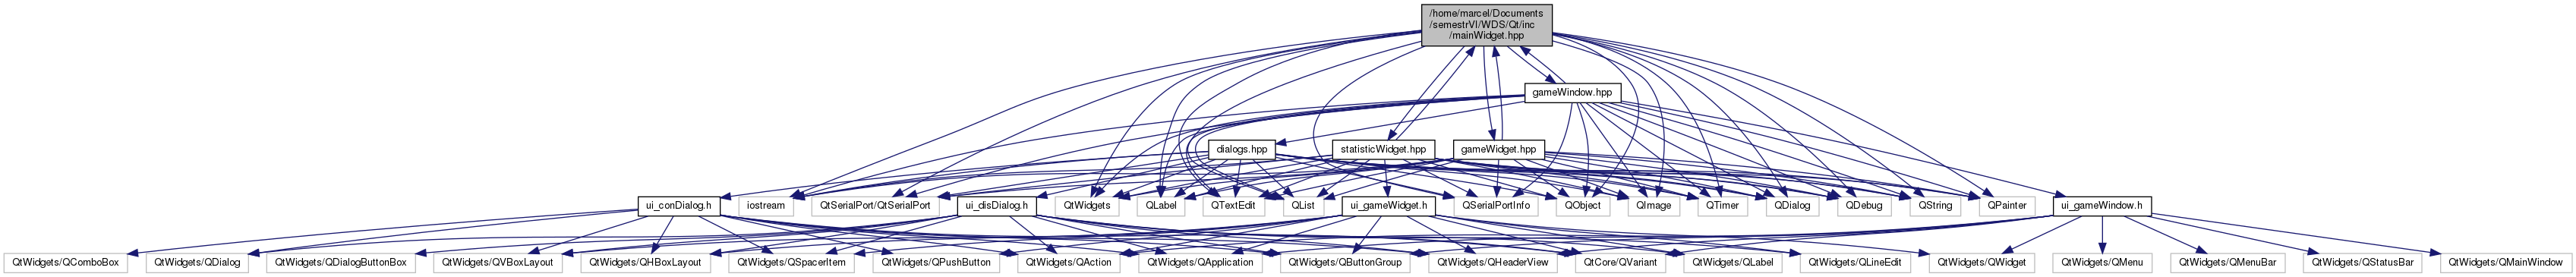 /home/marcel/Documents
/semestrVI/WDS/Qt/inc
/mainWidget.hpp
gameWindow.hpp
dialogs.hpp
statisticWidget.hpp
gameWidget.hpp
ui_conDialog.h
iostream
QtSerialPort/QtSerialPort
ui_disDialog.h
QtWidgets
QLabel
QTextEdit
QList
ui_gameWidget.h
QSerialPortInfo
QObject
QImage
QTimer
QDialog
QDebug
QString
QPainter
ui_gameWindow.h
QtWidgets/QComboBox
QtWidgets/QDialog
QtWidgets/QDialogButtonBox
QtWidgets/QVBoxLayout
QtWidgets/QHBoxLayout
QtWidgets/QSpacerItem
QtWidgets/QPushButton
QtWidgets/QAction
QtWidgets/QApplication
QtWidgets/QButtonGroup
QtWidgets/QHeaderView
QtCore/QVariant
QtWidgets/QLabel
QtWidgets/QLineEdit
QtWidgets/QWidget
QtWidgets/QMenu
QtWidgets/QMenuBar
QtWidgets/QStatusBar
QtWidgets/QMainWindow